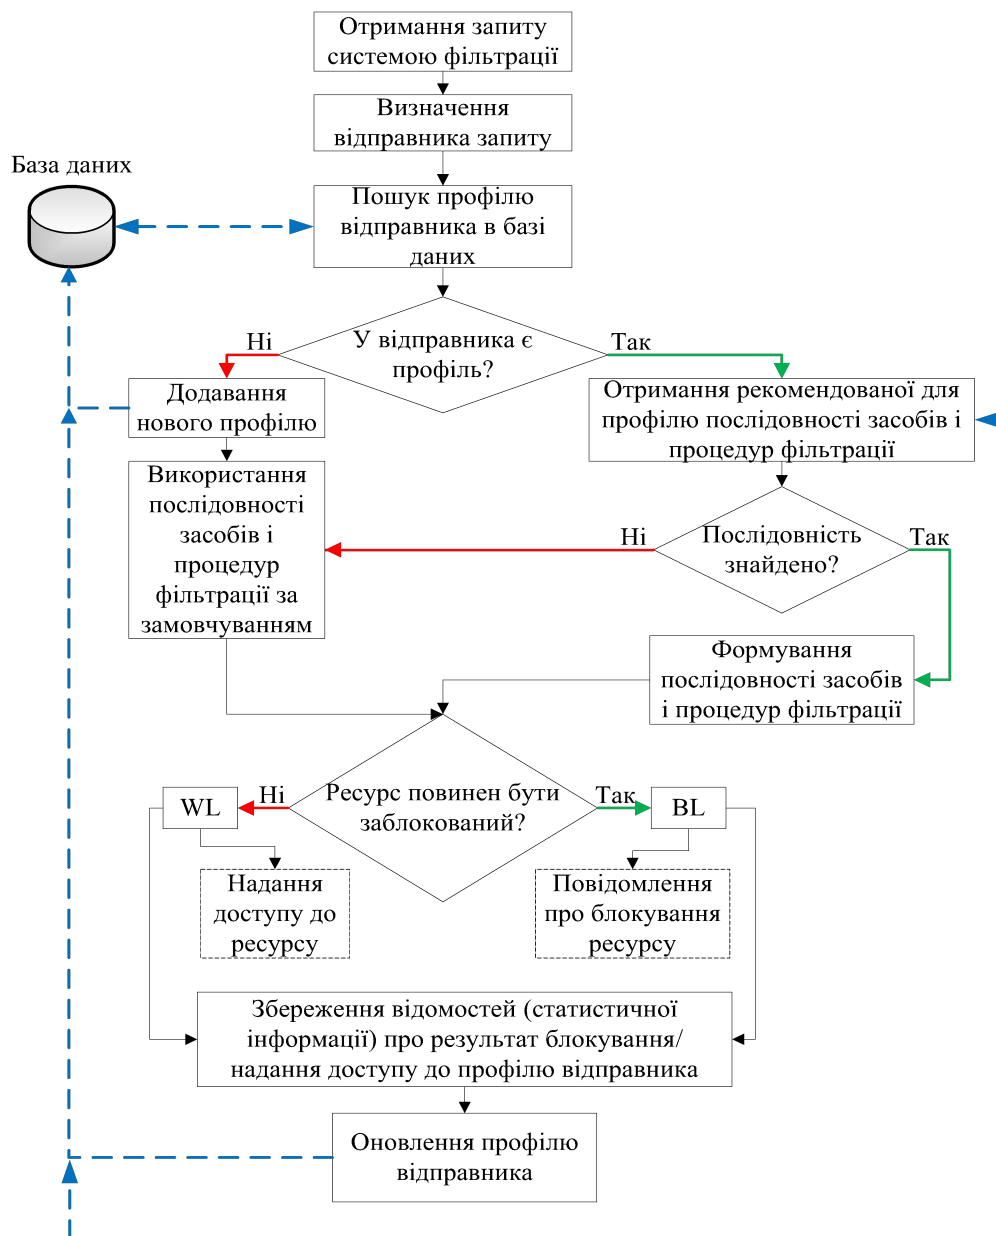 Отримання запиту
системою фільтрації
Визначення
відправника запиту
База даних
Пошук профілю
відправника в базі
даних
У відправника є
профіль?
Ні
Так
Додавання
нового профілю
Отримання рекомендованої для
профілю послідовності засобів і
процедур фільтрації
Використання
послідовності
засобів і
процедур
фільтрації за
замовчуванням
Послідовність
знайдено?
Ні
Так
Формування
послідовності засобів
і процедур фільтрації
Ресурс повинен бути
заблокований?
Ні
Так
WL
BL
Надання
доступу до
ресурсу
Повідомлення
про блокування
ресурсу
Збереження відомостей (статистичної
інформації) про результат блокування/
надання доступу до профілю відправника
Оновлення профілю
відправника